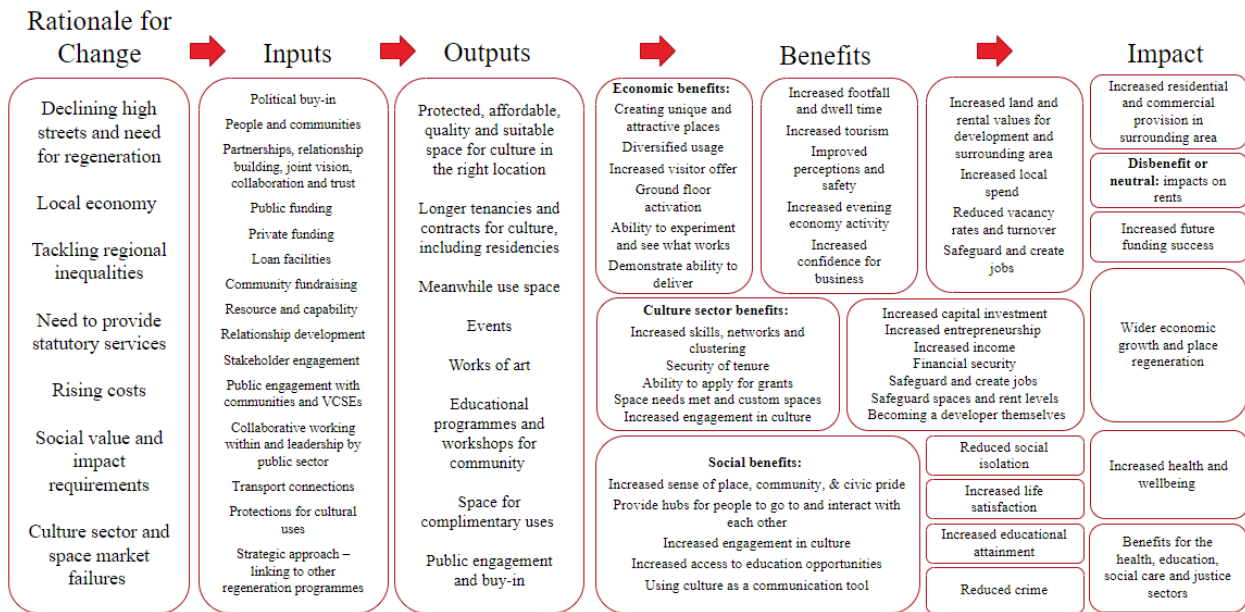 Rationale for
Change
Inputs
Outputs
Benefits
Impact
Declining high
streets and need
for regeneration
Local economy
Tackling regional
inequalities
Need to provide
statutory services
Rising costs
Social value and
impact
requirements
Culture sector and
space market
failures
Political buy-in
People and communities
Partnerships, relationship
building, joint vision,
collaboration and trust
Public funding
Private funding
Loan facilities
Community fundraising
Resource and capability
Relationship development
Stakeholder engagement
Public engagement with
communities and VCSEs
Collaborative working
within and leadership by
public sector
Transport connections
Protections for cultural
uses
Strategic approach –
linking to other
regeneration programmes
Protected, affordable,
quality and suitable
space for culture in
the right location
Longer tenancies and
contracts for culture,
including residencies
Meanwhile use space
Events
Works of art
Educational
programmes and
workshops for
community
Space for
complimentary uses
Public engagement
and buy-in
Economic benefits:
Creating unique and
attractive places
Diversified usage
Increased visitor offer
Ground floor
activation
Ability to experiment
and see what works
Demonstrate ability to
deliver
Increased footfall
and dwell time
Increased tourism
Improved
perceptions and
safety
Increased evening
economy activity
Increased
confidence for
business
Increased land and
rental values for
development and
surrounding area
Increased local
spend
Reduced vacancy
rates and turnover
Safeguard and create
jobs
Culture sector benefits:
Increased skills, networks and
clustering
Security of tenure
Ability to apply for grants
Space needs met and custom spaces
Increased engagement in culture
Increased capital investment
Increased entrepreneurship
Increased income
Financial security
Safeguard and create jobs
Safeguard spaces and rent levels
Becoming a developer themselves
Social benefits:
Increased sense of place, community, & civic pride
Provide hubs for people to go to and interact with
each other
Increased engagement in culture
Increased access to education opportunities
Using culture as a communication tool
Reduced social
isolation
Increased life
satisfaction
Increased educational
attainment
Reduced crime
Increased residential
and commercial
provision in
surrounding area
Disbenefit or
neutral: impacts on
rents
Increased future
funding success
Wider economic
growth and place
regeneration
Increased health and
wellbeing
Benefits for the
health, education,
social care and justice
sectors